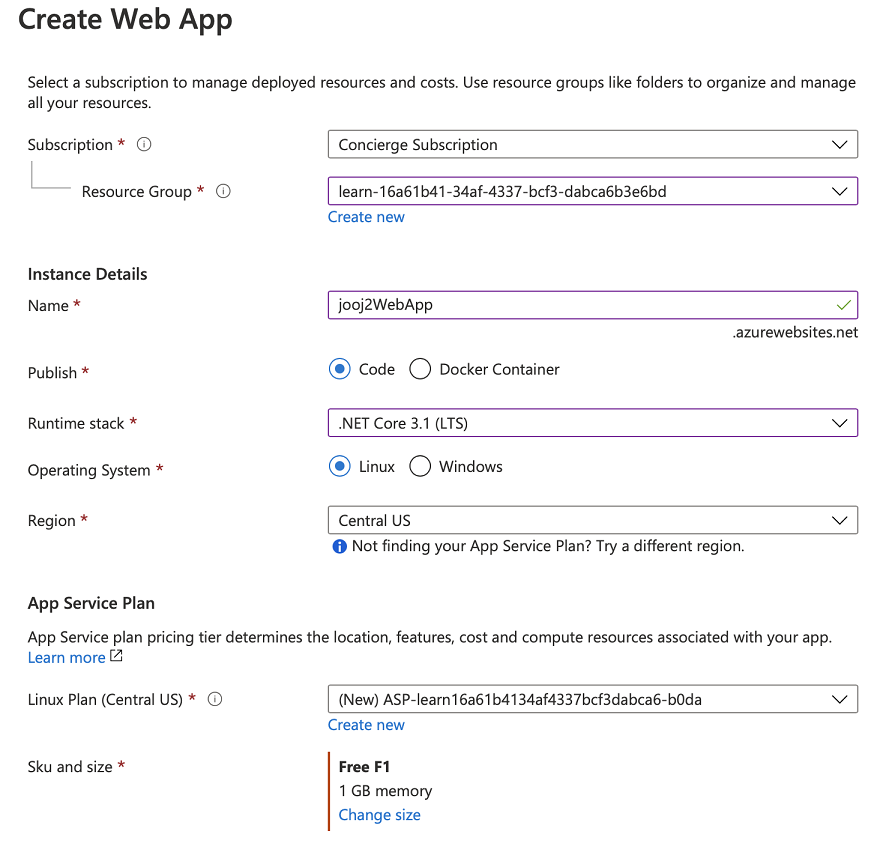 Create Web App
Select a subscription to manage deployed resources and costs. Use resource groups like folders to organize and manage
all your resources.
Subscription *
Concierge Subscription
Resource Group *
learn-16a61b41-34af-4337-bcf3-dabca6b3e6bd
Create new
Instance Details
Name *
jooj2WebApp
.azurewebsites.net
Publish *
Code Docker Container
Runtime stack *
.NET Core 3.1 (LTS)
Operating System *
Linux Windows
Region *
Central US
Not finding your App Service Plan? Try a different region.
App Service Plan
App Service plan pricing tier determines the location, features, cost and compute resources associated with your app.
Learn more
Linux Plan (Central US) *
(New) ASP-learn16a61b4134af4337bcf3dabca6-b0da
Create new
Sku and size *
Free F1
1 GB memory
Change size